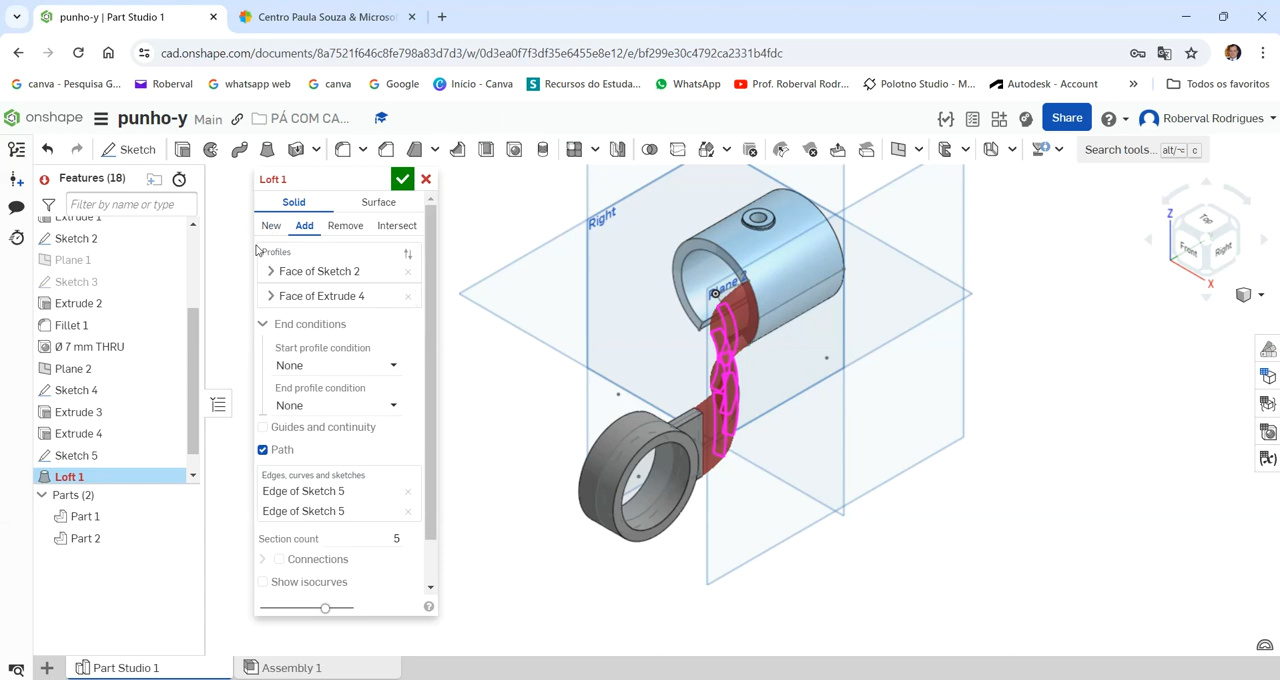 punho-y | Part Studio 1
Centro Paula Souza & Microsof
cad.onshape.com/documents/8a7521f646c8fe798a83d7d3/w/0d3ea0f7f3df35e6455e8e12/e/bf299e30c4792ca2331b4fdc
canva - Pesquisa G...
Roberval
whatsapp web
canva
Google
Início - Canva
Recursos do Estuda...
WhatsApp
Prof. Roberval Rodri...
Polotno Studio - M...
Autodesk - Account
Todos os favoritos
onshape
punho-y Main
PÁ COM CA...
Share
Roberval Rodrigues
Sketch
Search tools... alt/⌥ c
Features (18)
Filter by name or type
Extrude 1
Sketch 2
Plane 1
Sketch 3
Extrude 2
Fillet 1
Ø 7 mm THRU
Plane 2
Sketch 4
Extrude 3
Extrude 4
Sketch 5
Loft 1
Parts (2)
Part 1
Part 2
Solid
Surface
New
Add
Remove
Intersect
Profiles
Face of Sketch 2
Face of Extrude 4
End conditions
Start profile condition
None
End profile condition
None
Guides and continuity
Path
Edges, curves and sketches
Edge of Sketch 5
Edge of Sketch 5
Section count 5
Connections
Show isocurves
Right
Z
Top
Front
Right
X
Part Studio 1
Assembly 1